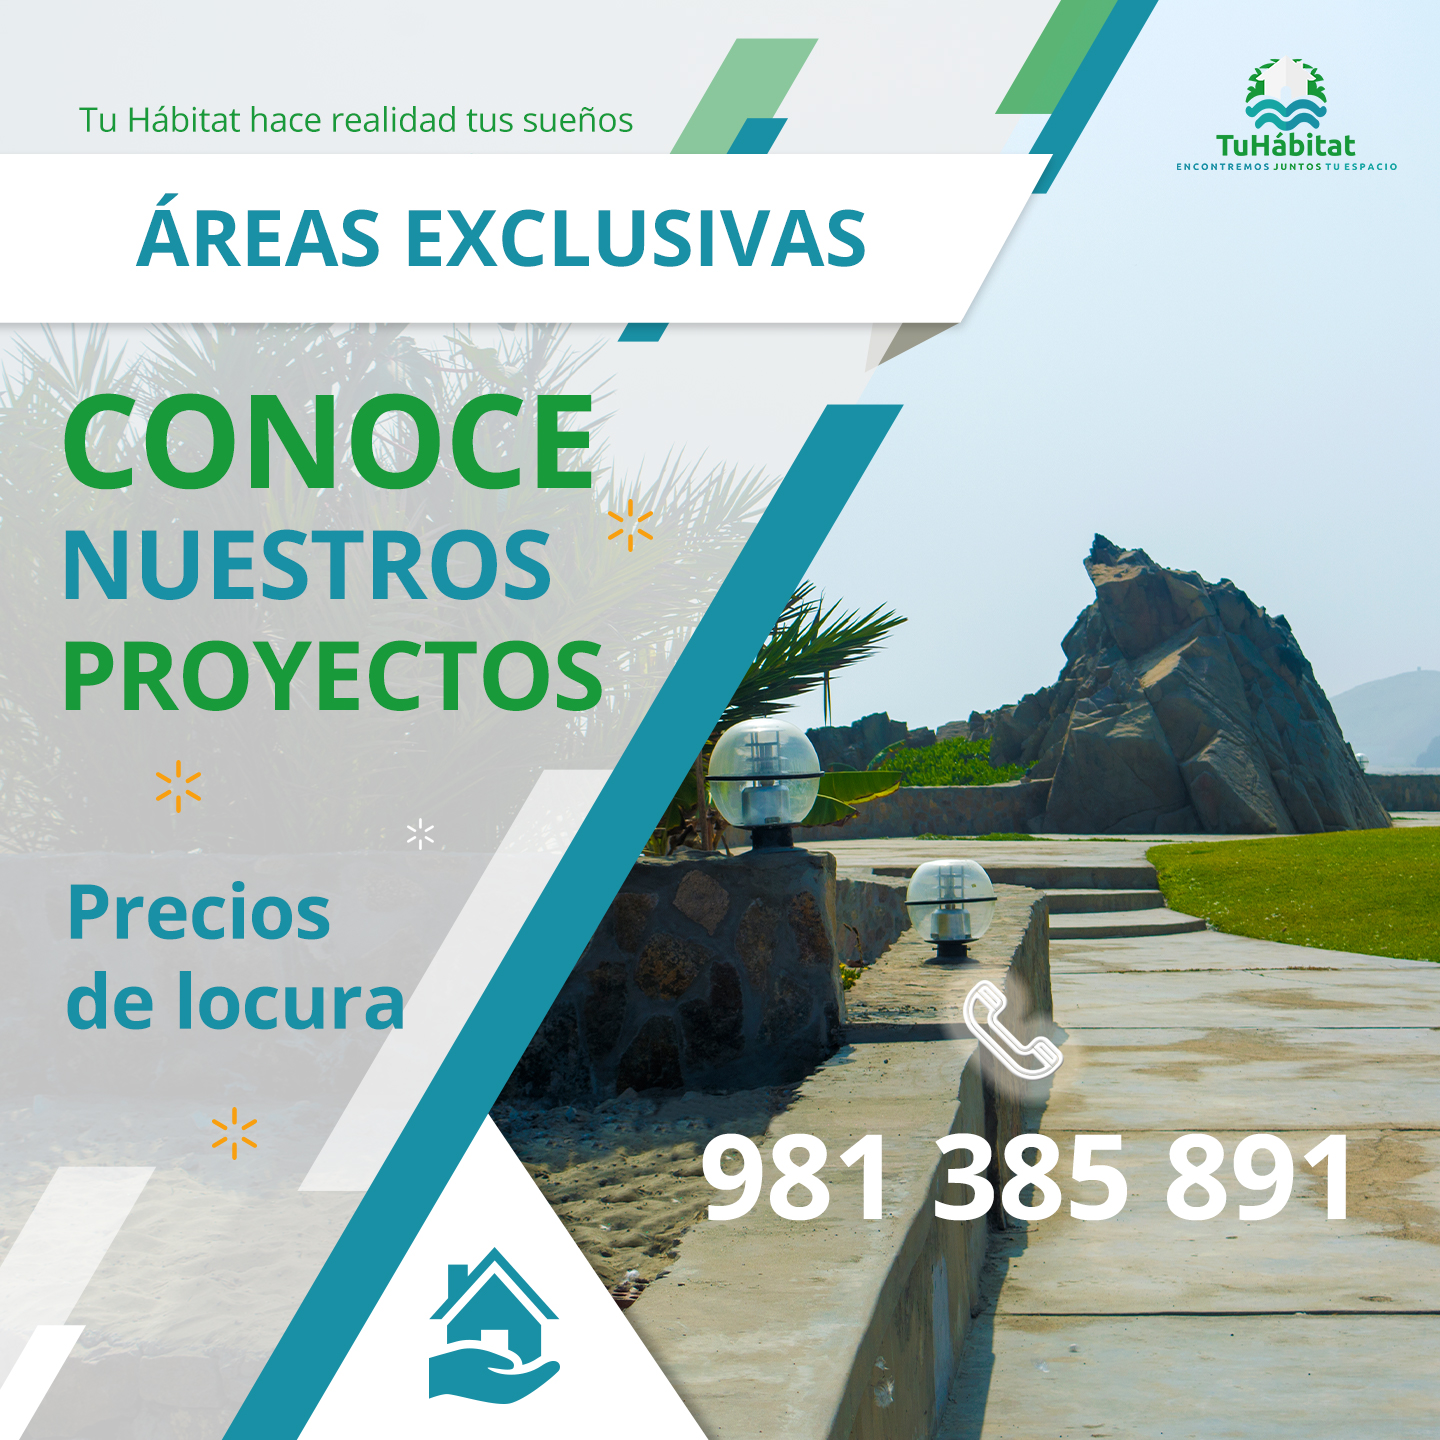 Tu Hábitat hace realidad tus sueños
TuHábitat
ENCONTREMOS JUNTOS TU ESPACIO
ÁREAS EXCLUSIVAS
CONOCE
NUESTROS
PROYECTOS
Precios
de locura
981 385 891